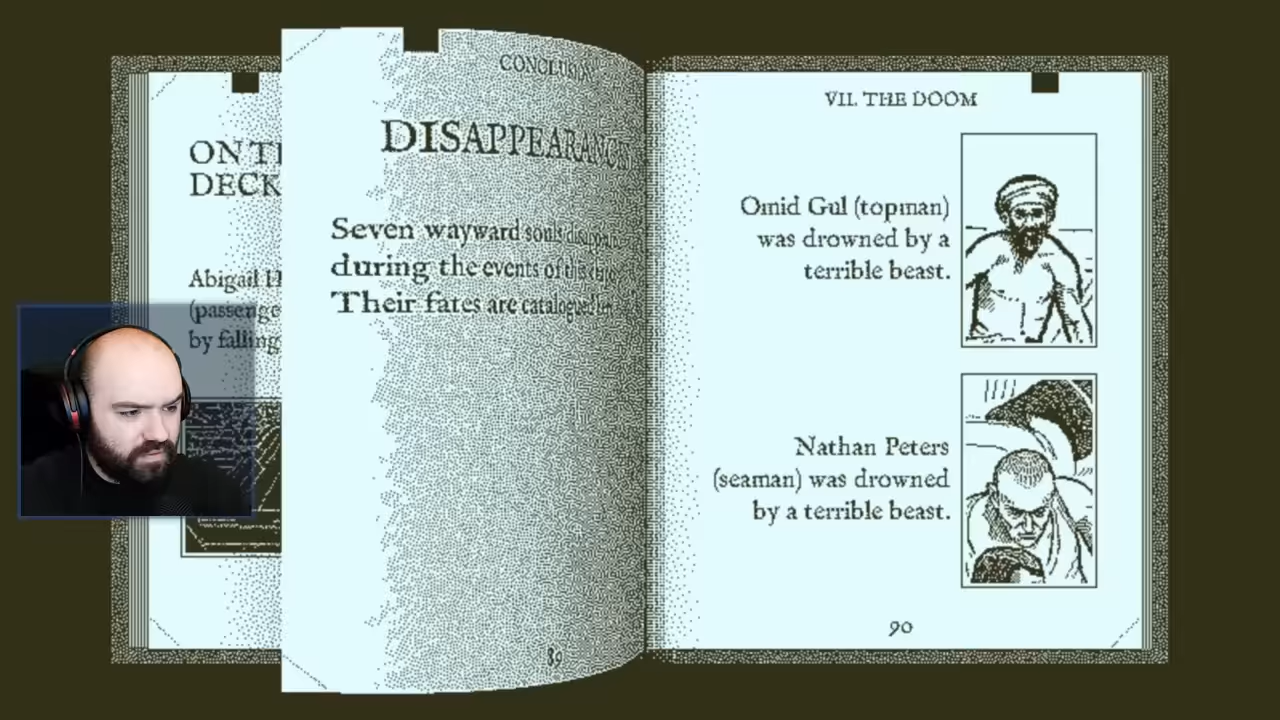 ON
DECK
Abigail
(passenge
by falling
DISAPPEARANCES
Seven wayward souls
during the events of this
Their fates are catalogued
89
VII. THE DOOM
Omid Gul (topman)
was drowned by a
terrible beast.
Nathan Peters
(seaman) was drowned
by a terrible beast.
90